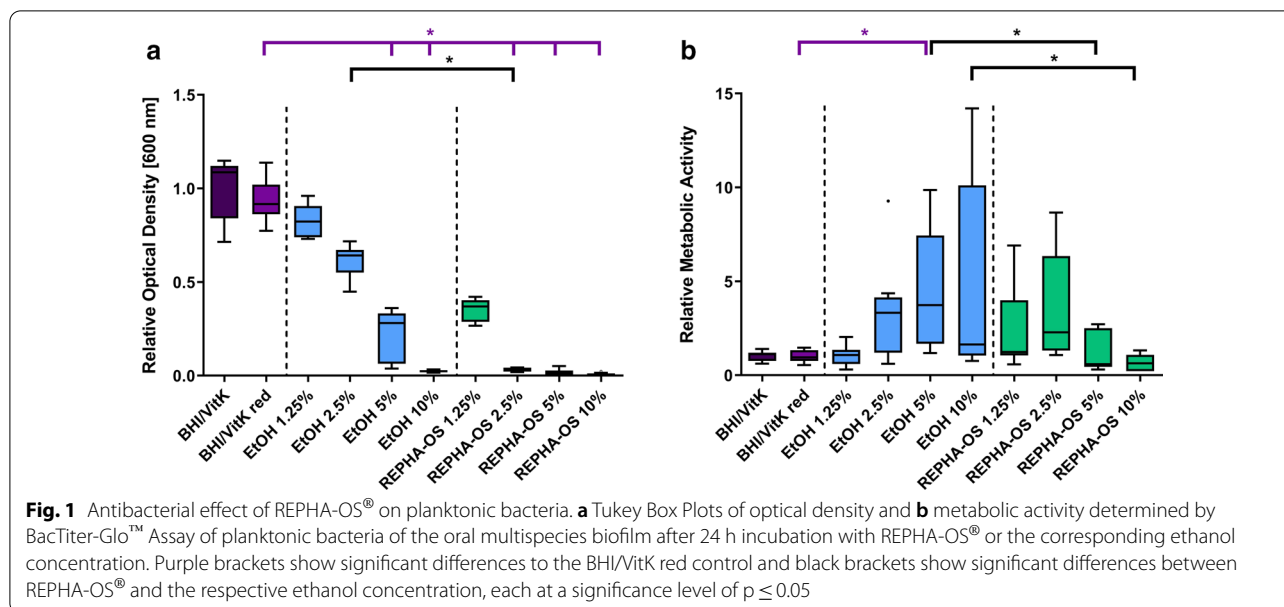 a
*
*
Relative Optical Density [600 nm]
1.5
1.0
0.5
0.0
BHI/VitK
BHI/VitK red
EtOH 1.25%
EtOH 2.5%
EtOH 5%
EtOH 10%
REPHA-OS 1.25%
REPHA-OS 2.5%
REPHA-OS 5%
REPHA-OS 10%
b
*
*
*
Relative Metabolic Activity
15
10
5
0
BHI/VitK
BHI/VitK red
EtOH 1.25%
EtOH 2.5%
EtOH 5%
EtOH 10%
REPHA-OS 1.25%
REPHA-OS 2.5%
REPHA-OS 5%
REPHA-OS 10%
Fig. 1 Antibacterial effect of REPHA-OS® on planktonic bacteria. a Tukey Box Plots of optical density and b metabolic activity determined by
BacTiter-Glo™ Assay of planktonic bacteria of the oral multispecies biofilm after 24 h incubation with REPHA-OS® or the corresponding ethanol
concentration. Purple brackets show significant differences to the BHI/VitK red control and black brackets show significant differences between
REPHA-OS® and the respective ethanol concentration, each at a significance level of p ≤ 0.05